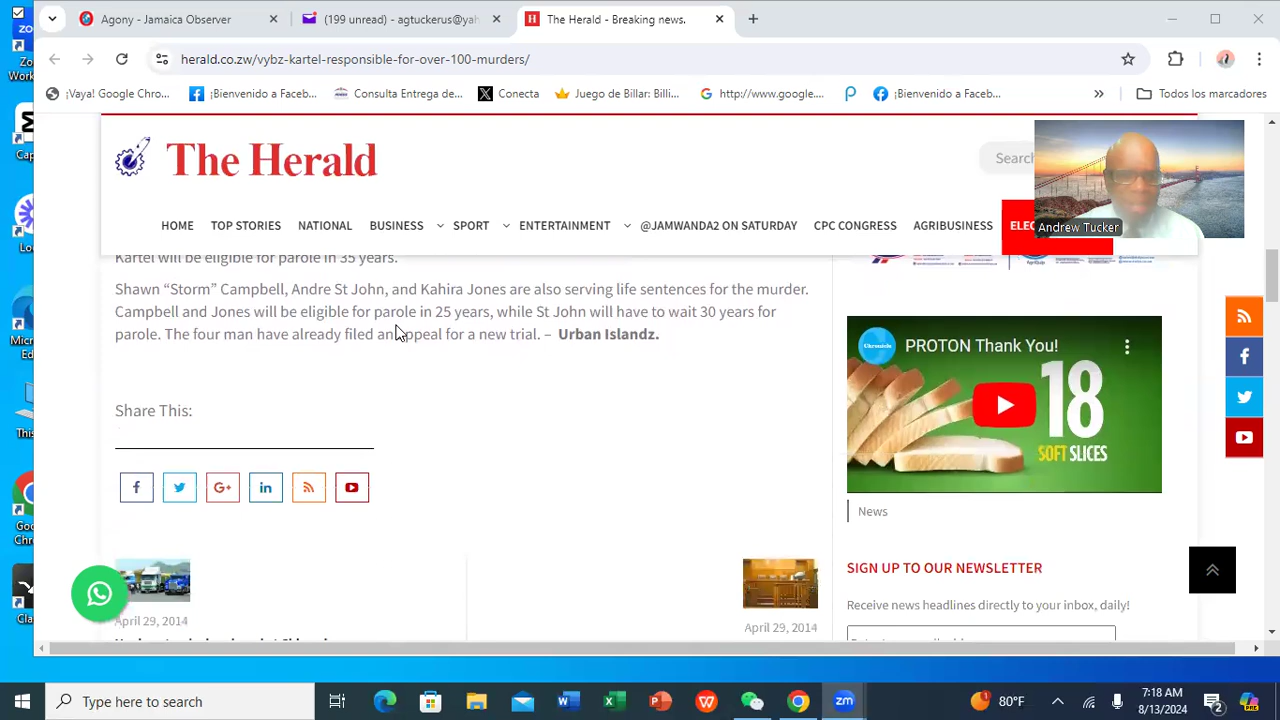 Agony - Jamaica Observer
(199 unread) - agtuckerus@yah
The Herald - Breaking news.
herald.co.zw/vybz-kartel-responsible-for-over-100-murders/
¡Vaya! Google Chro...
¡Bienvenido a Faceb...
Consulta Entrega de...
Conecta
Juego de Billar: Billi...
http://www.google....
¡Bienvenido a Faceb...
Todos los marcadores
The Herald
Search
Andrew Tucker
HOME
TOP STORIES
NATIONAL
BUSINESS
SPORT
ENTERTAINMENT
@JAMWANDA2 ON SATURDAY
CPC CONGRESS
AGRIBUSINESS
Kartel will be eligible for parole in 35 years.
Shawn “Storm” Campbell, Andre St John, and Kahira Jones are also serving life sentences for the murder.
Campbell and Jones will be eligible for parole in 25 years, while St John will have to wait 30 years for
parole. The four man have already filed an appeal for a new trial. – Urban Islandz.
Share This:
PROTON Thank You!
18
SOFT SLICES
News
SIGN UP TO OUR NEWSLETTER
Receive news headlines directly to your inbox, daily!
April 29, 2014
April 29, 2014
Type here to search
80°F
7:18 AM
8/13/2024